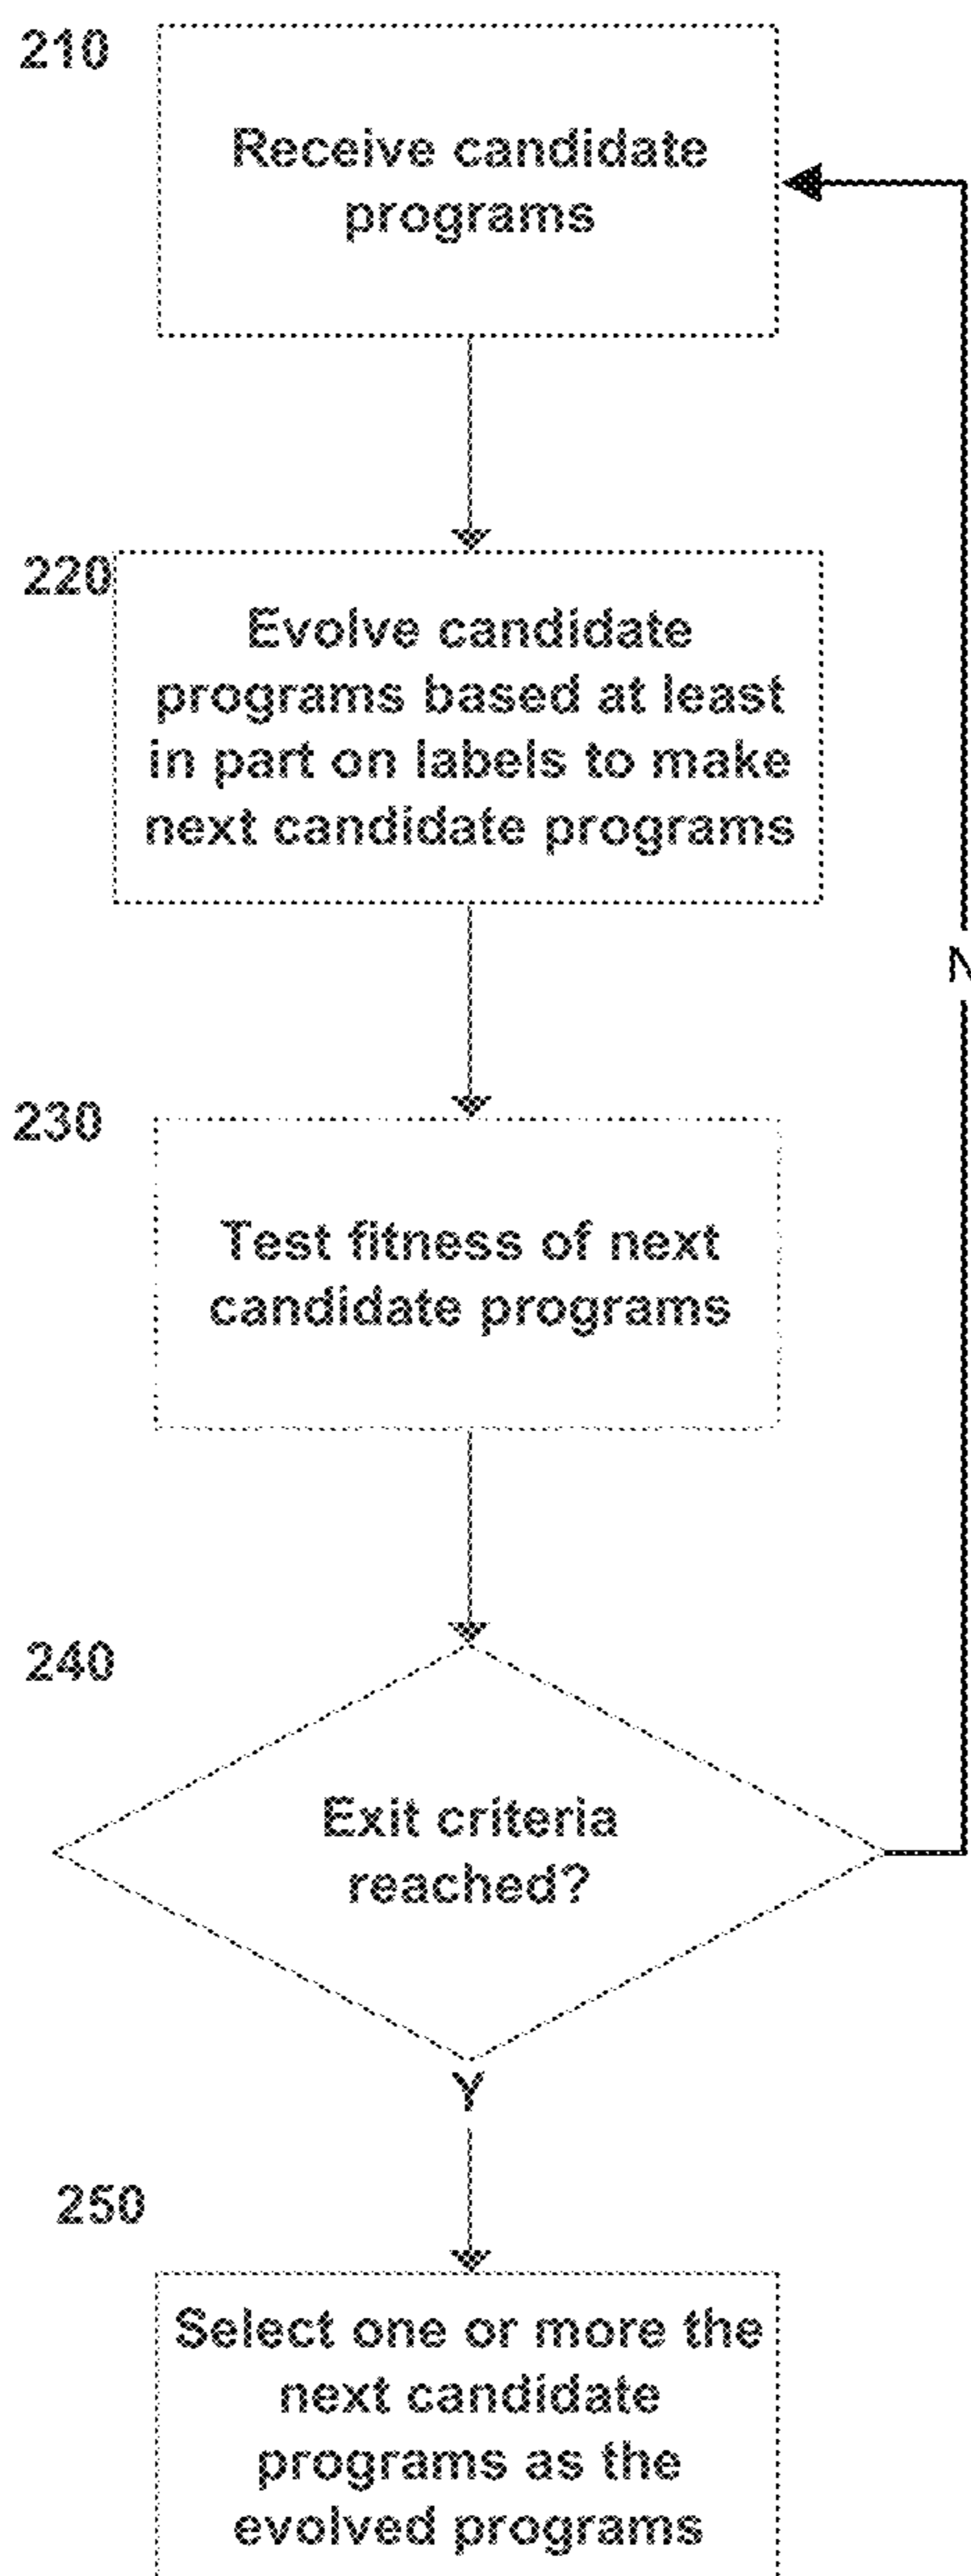 210
Receive candidate
programs
220
Evolve candidate
programs based at least
in part on labels to make
next candidate programs
N
230
Test fitness of next
candidate programs
240
Exit criteria
reached?
Y
250
Select one or more the
next candidate
programs as the
evolved programs